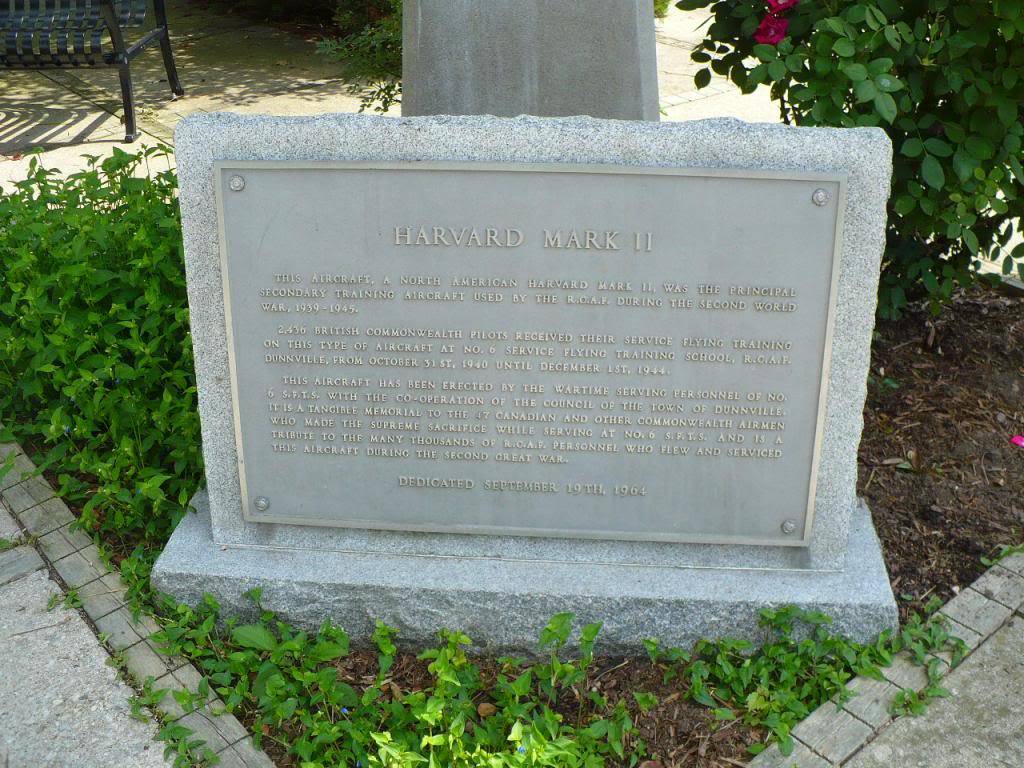 HARVARD MARK II
THIS AIRCRAFT, A NORTH AMERICAN HARVARD MARK II, WAS THE PRINCIPAL
SECONDARY TRAINING AIRCRAFT USED BY THE R.C.A.F. DURING THE SECOND WORLD
WAR, 1939-1945.
2,436 BRITISH COMMONWEALTH PILOTS RECEIVED THEIR SERVICE FLYING TRAINING
ON THIS TYPE OF AIRCRAFT AT NO. 6 SERVICE FLYING TRAINING SCHOOL, R.C.A.F.
DUNNVILLE, FROM OCTOBER 31ST, 1940 UNTIL DECEMBER 1ST, 1944.
THIS AIRCRAFT HAS BEEN ERECTED BY THE WARTIME SERVING PERSONNEL OF NO.
6 S.F.T.S. WITH THE CO-OPERATION OF THE COUNCIL OF THE TOWN OF DUNNVILLE.
IT IS A TANGIBLE MEMORIAL TO THE 47 CANADIAN AND OTHER COMMONWEALTH AIRMEN
WHO MADE THE SUPREME SACRIFICE WHILE SERVING AT NO. 6 S.F.T.S. AND IS A
TRIBUTE TO THE MANY THOUSANDS OF R.C.A.F. PERSONNEL WHO FLEW AND SERVICED
THIS AIRCRAFT DURING THE SECOND GREAT WAR.
DEDICATED SEPTEMBER 19TH, 1964